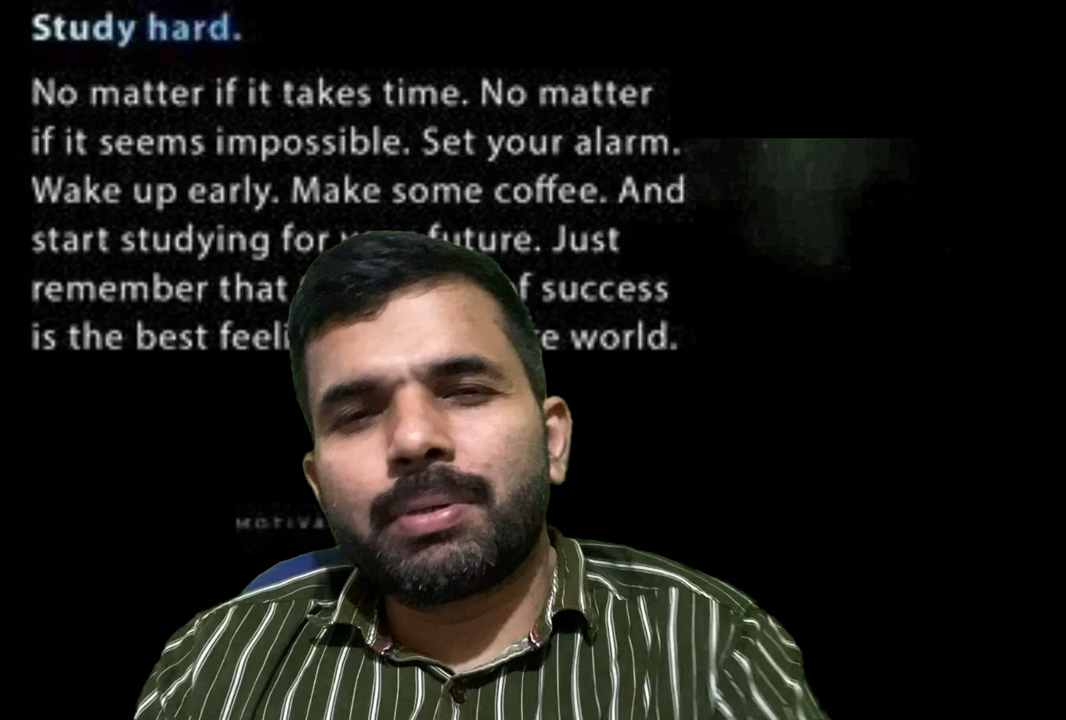 Study hard.
No matter if it takes time. No matter
if it seems impossible. Set your alarm.
Wake up early. Make some coffee. And
start studying for future. Just
remember that success
is the best world.